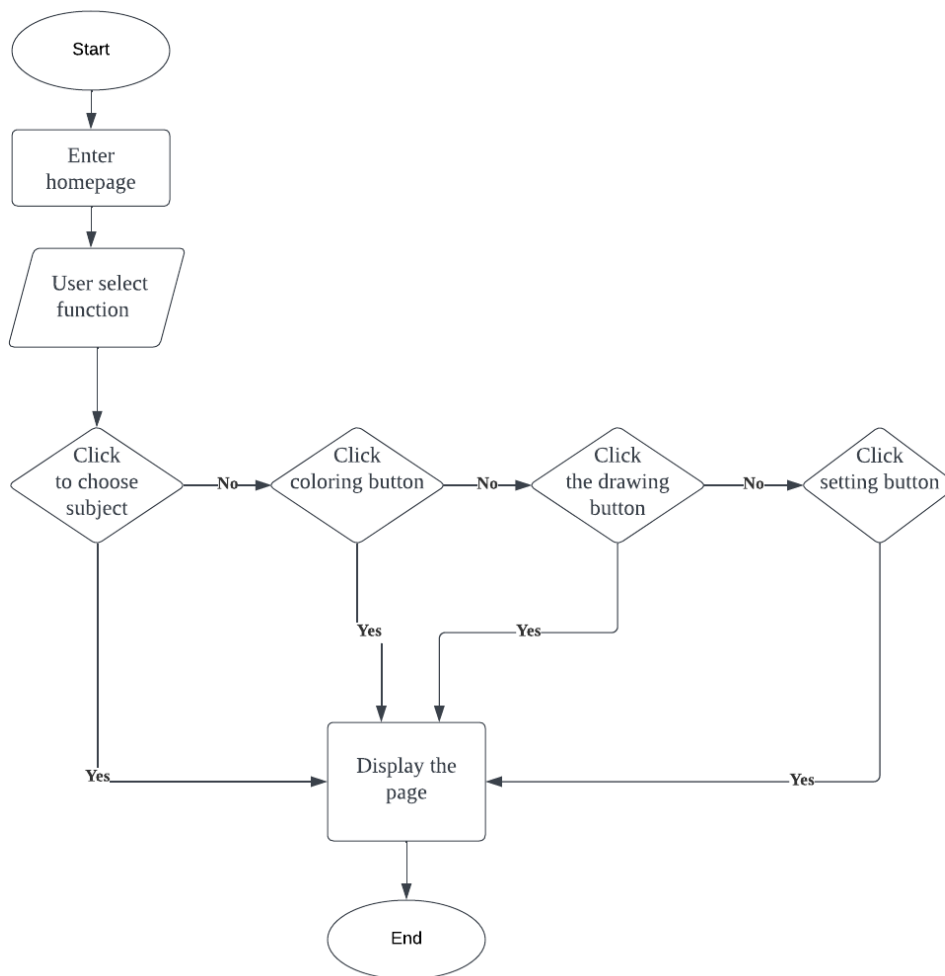 Start
Enter
homepage
User select
function
Click
to choose
subject
No
Click
coloring button
No
Click
the drawing
button
No
Click
setting button
Yes
Yes
Yes
Yes
Display the
page
End